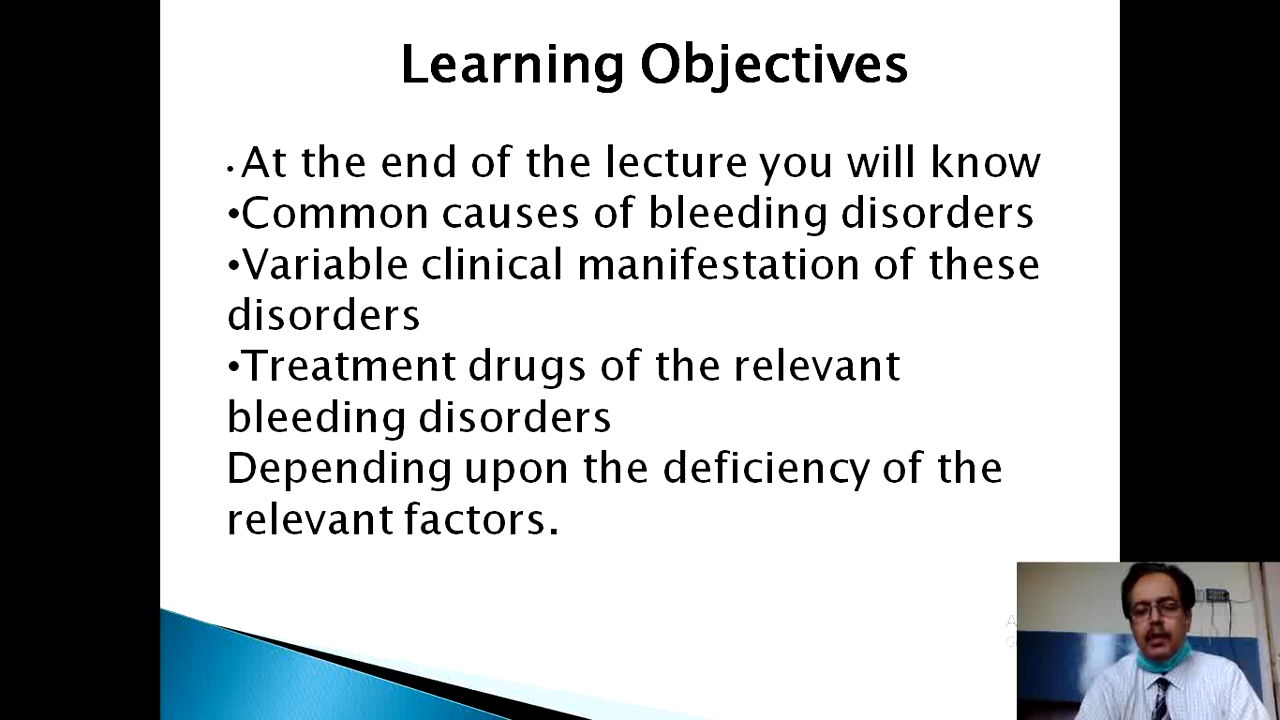 Learning Objectives
• At the end of the lecture you will know
•Common causes of bleeding disorders
•Variable clinical manifestation of these
disorders
•Treatment drugs of the relevant
bleeding disorders
Depending upon the deficiency of the
relevant factors.